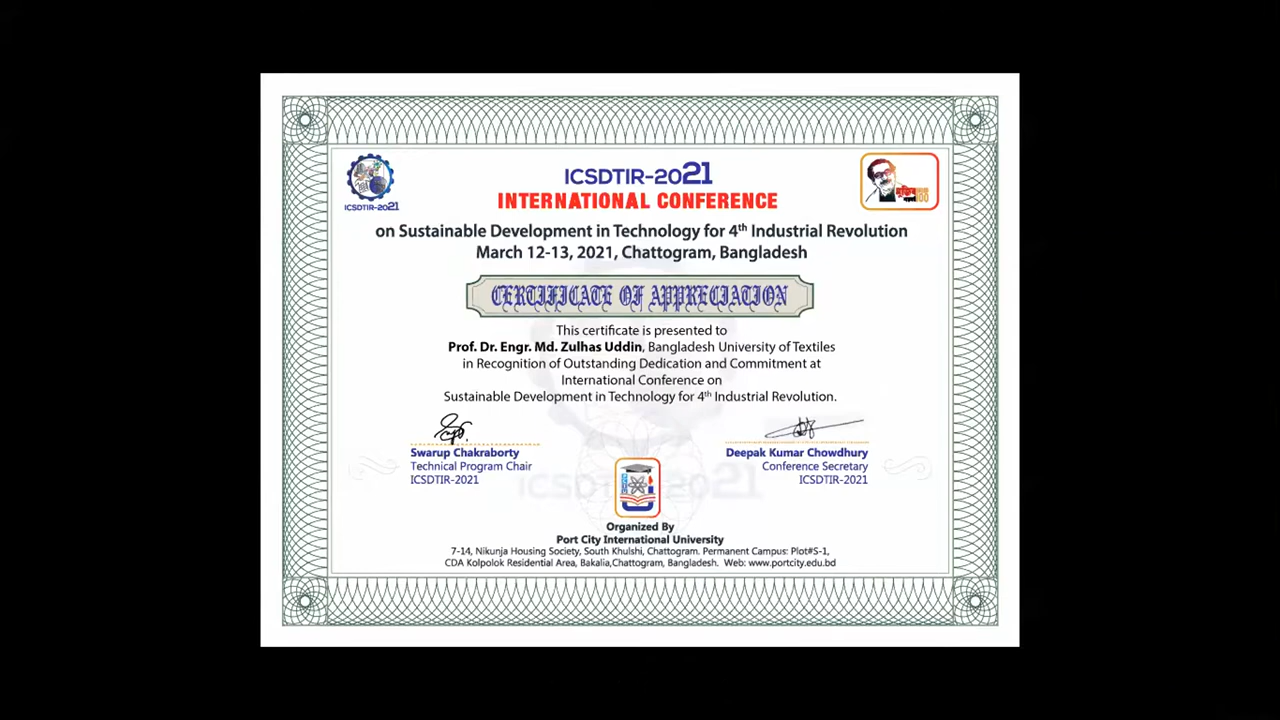 ICSDTIR-2021
ICSDTIR-2021
INTERNATIONAL CONFERENCE
on Sustainable Development in Technology for 4th Industrial Revolution
March 12-13, 2021, Chattogram, Bangladesh
CERTIFICATE OF APPRECIATION
This certificate is presented to
Prof. Dr. Engr. Md. Zulhas Uddin, Bangladesh University of Textiles
in Recognition of Outstanding Dedication and Commitment at
International Conference on
Sustainable Development in Technology for 4th Industrial Revolution.
Swarup Chakraborty
Technical Program Chair
ICSDTIR-2021
Deepak Kumar Chowdhury
Conference Secretary
ICSDTIR-2021
Organized By
Port City International University
7-14, Nikunja Housing Society, South Khulshi, Chattogram. Permanent Campus: Plot#S-1,
CDA Kolpolok Residential Area, Bakalia,Chattogram, Bangladesh. Web: www.portcity.edu.bd